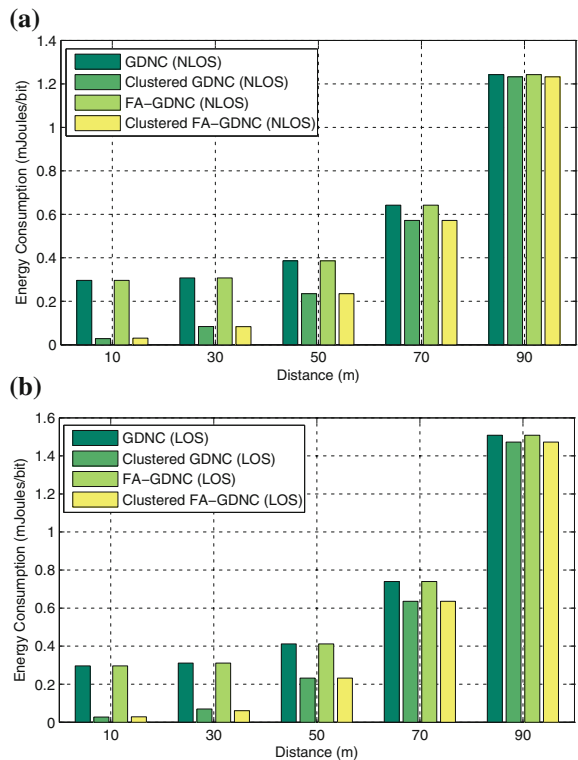 (a)
1.4
1.2
1
0.8
0.6
0.4
0.2
0
Energy Consumption (mJoules/bit)
GDNC (NLOS)
Clustered GDNC (NLOS)
FA−GDNC (NLOS)
Clustered FA−GDNC (NLOS)
10 30 50 70 90
Distance (m)
(b)
1.6
1.4
1.2
1
0.8
0.6
0.4
0.2
0
Energy Consumption (mJoules/bit)
GDNC (LOS)
Clustered GDNC (LOS)
FA−GDNC (LOS)
Clustered FA−GDNC (LOS)
10 30 50 70 90
Distance (m)